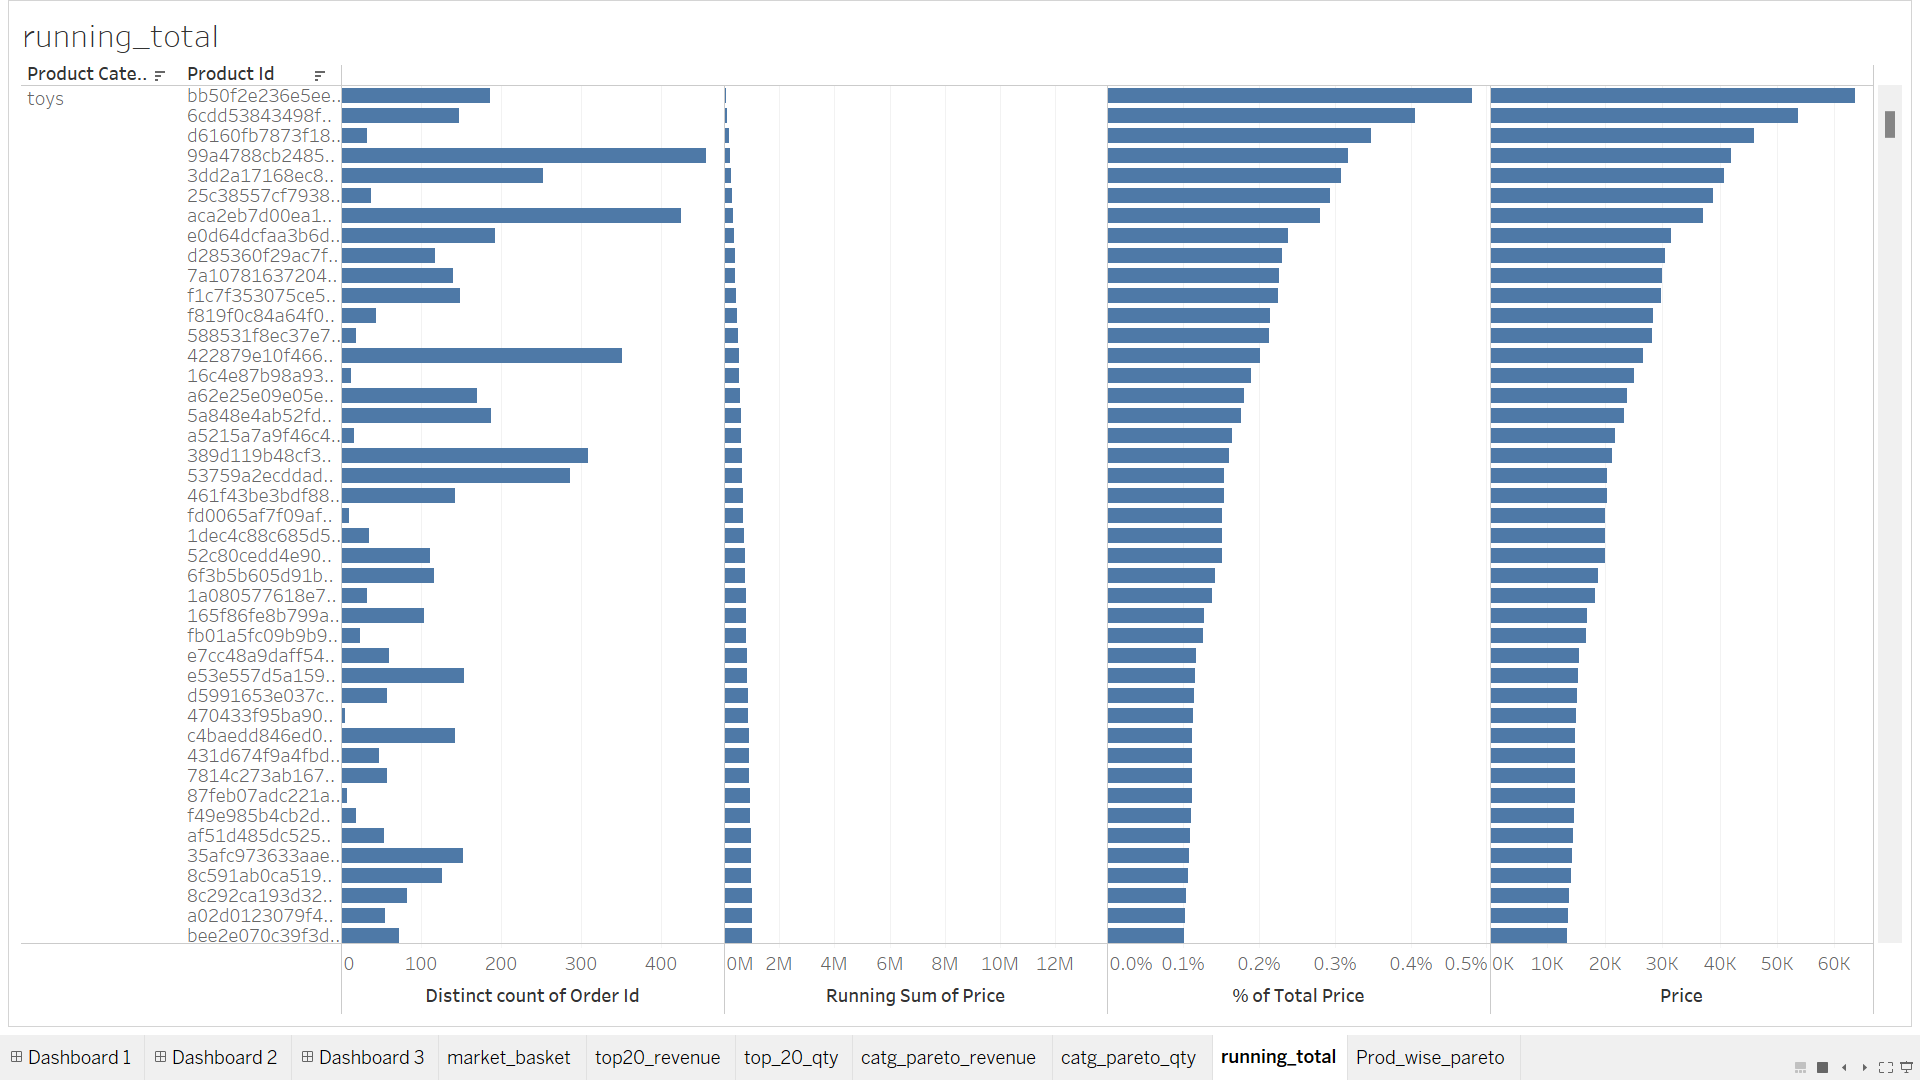 running_total
Product Cate.. Product Id
toys
bb50f2e236e5ee..
6cdd53843498f..
d6160fb7873f18..
99a4788cb2485..
3dd2a17168ec8..
25c38557cf7938..
aca2eb7d00ea1..
e0d64dcfaa3b6d..
d285360f29ac7f..
7a10781637204..
f1c7f353075ce5..
f819f0c84a64f0..
588531f8ec37e7..
422879e10f466..
16c4e87b98a93..
a62e25e09e05e..
5a848e4ab52fd..
a5215a7a9f46c4..
389d119b48cf3..
53759a2ecddad..
461f43be3bdf88..
fd0065af7f09af..
1dec4c88c685d5..
52c80cedd4e90..
6f3b5b605d91b..
1a080577618e7..
165f86fe8b799a..
fb01a5fc09b9b9..
e7cc48a9daff54..
e53e557d5a159..
d5991653e037c..
470433f95ba90..
c4baedd846ed0..
431d674f9a4fbd..
7814c273ab167..
87feb07adc221a..
f49e985b4cb2d..
af51d485dc525..
35afc973633aae..
8c591ab0ca519..
8c292ca193d32..
a02d0123079f4..
bee2e070c39f3d..
0 100 200 300 400 0M 2M 4M 6M 8M 10M 12M 0.0% 0.1% 0.2% 0.3% 0.4% 0.5% 0K 10K 20K 30K 40K 50K 60K
Distinct count of Order Id Running Sum of Price % of Total Price Price
Dashboard 1 Dashboard 2 Dashboard 3 market_basket top20_revenue top_20_qty catg_pareto_revenue catg_pareto_qty running_total Prod_wise_pareto